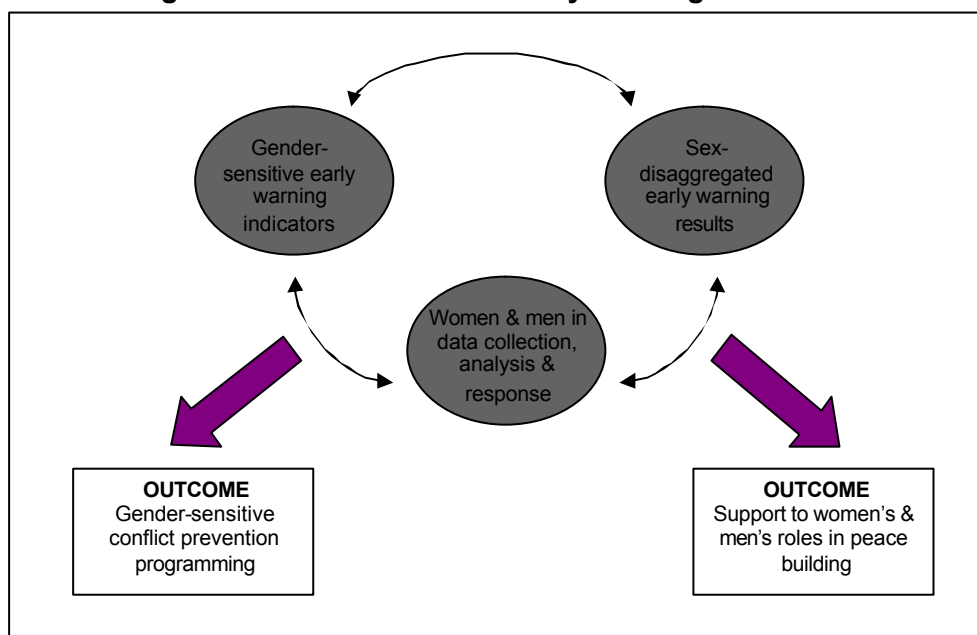 Gender-
sensitive early
warning
indicators
Sex-
disaggregated
early warning
results
Women & men in
data collection,
analysis &
response
OUTCOME
Gender-sensitive
conflict prevention
programming
OUTCOME
Support to women's &
men's roles in peace
building